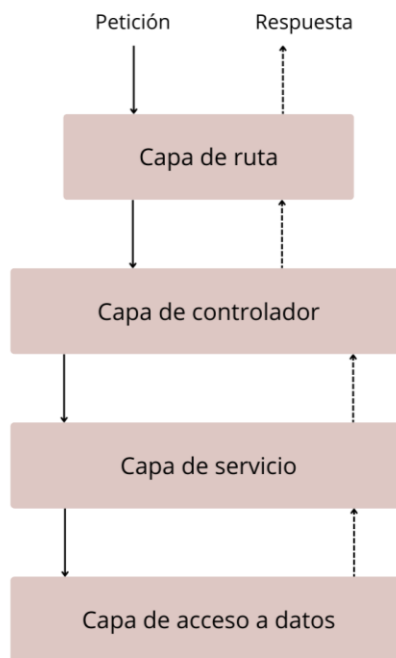 Petición Respuesta
Capa de ruta
Capa de controlador
Capa de servicio
Capa de acceso a datos